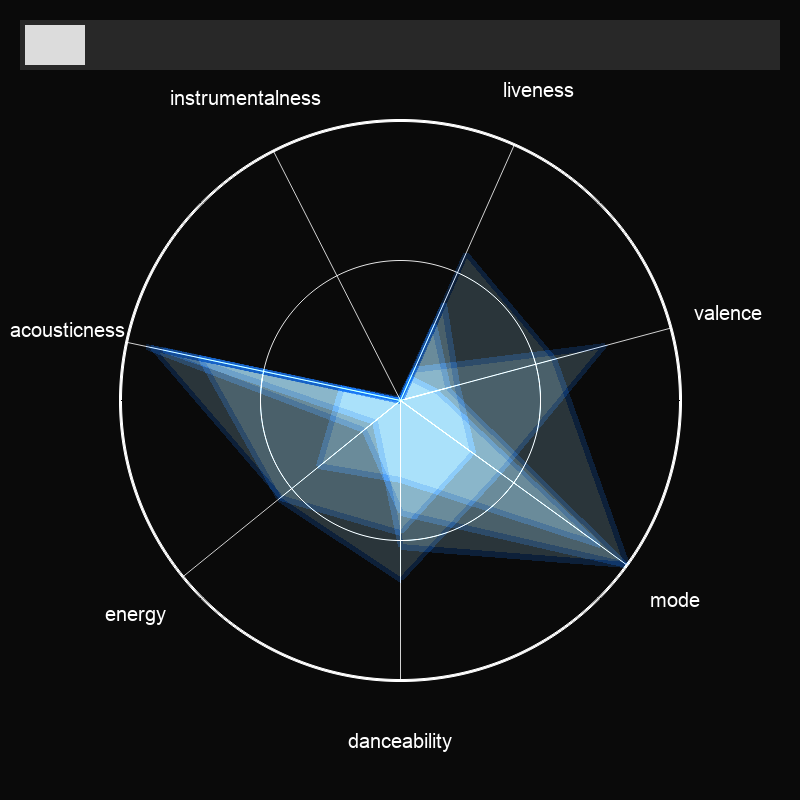 liveness
instrumentalness
valence
acousticness
mode
energy
danceability